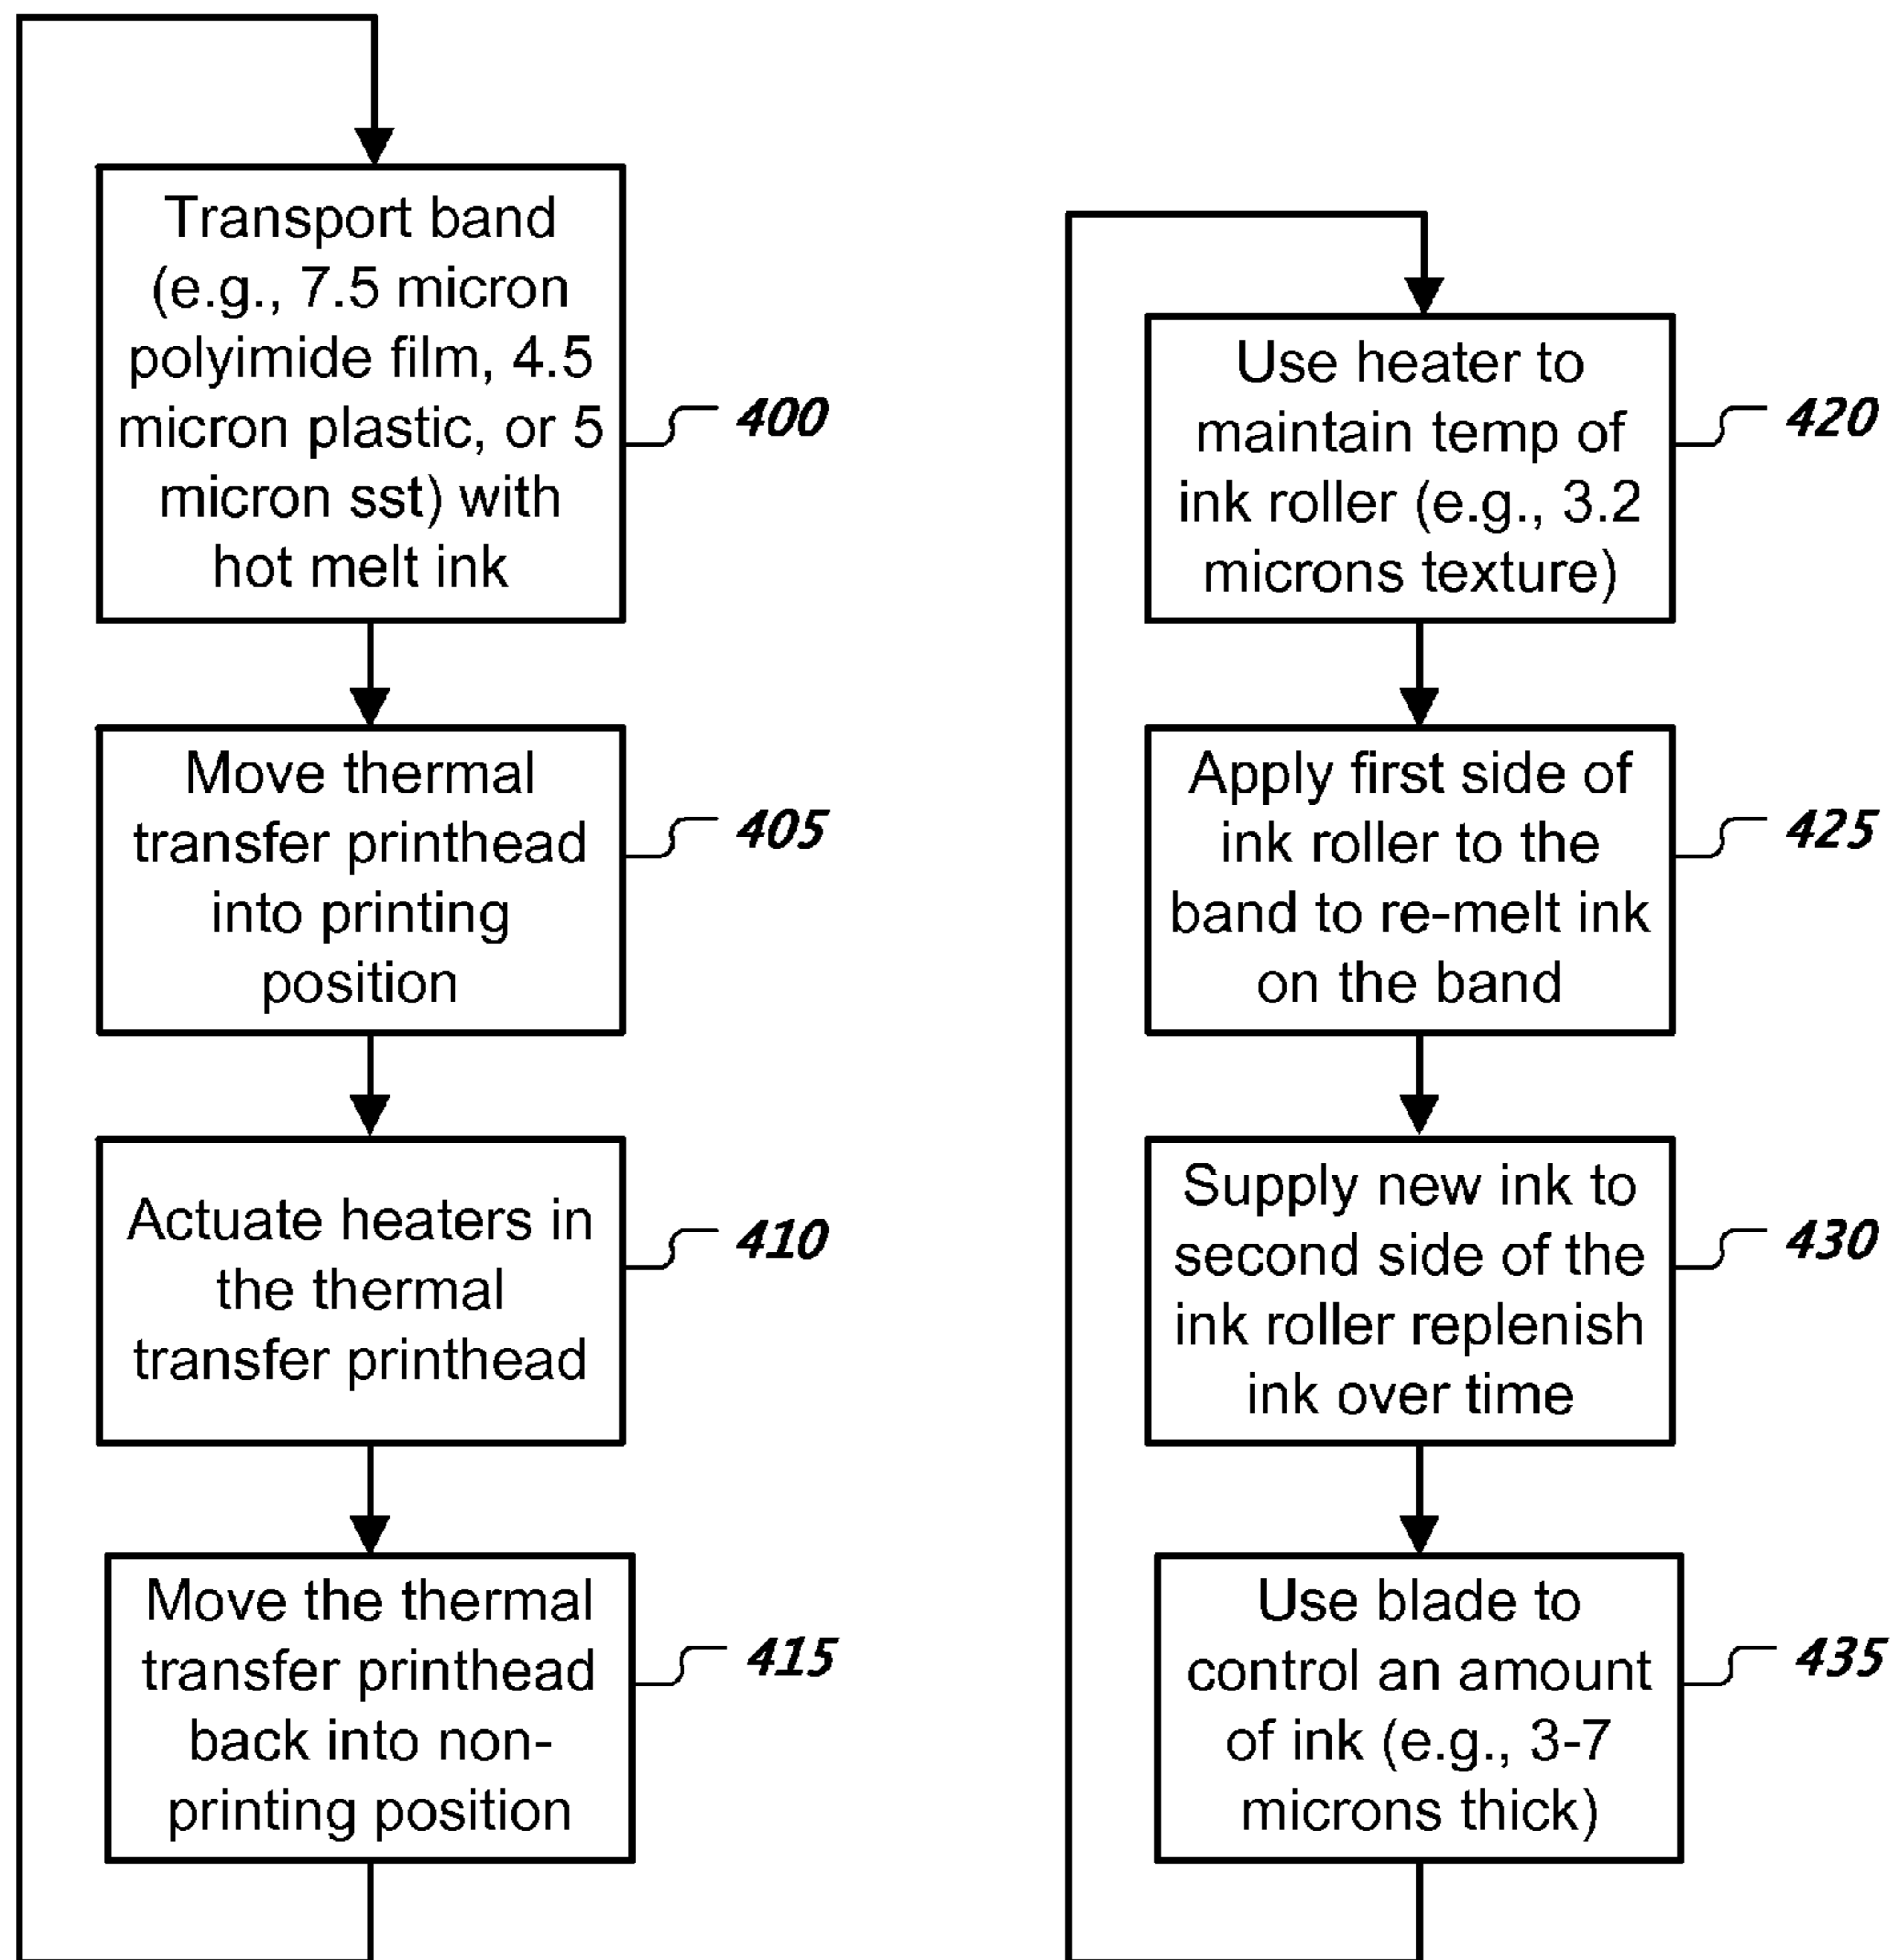 Transport band
(e.g., 7.5 micron
polyimide film, 4.5
micron plastic, or 5
micron sst) with
hot melt ink
400
Move thermal
transfer printhead
into printing
position
405
Actuate heaters in
the thermal
transfer printhead
410
Move the thermal
transfer printhead
back into non-
printing position
415
Use heater to
maintain temp of
ink roller (e.g., 3.2
microns texture)
420
Apply first side of
ink roller to the
band to re-melt ink
on the band
425
Supply new ink to
second side of the
ink roller replenish
ink over time
430
Use blade to
control an amount
of ink (e.g., 3-7
microns thick)
435